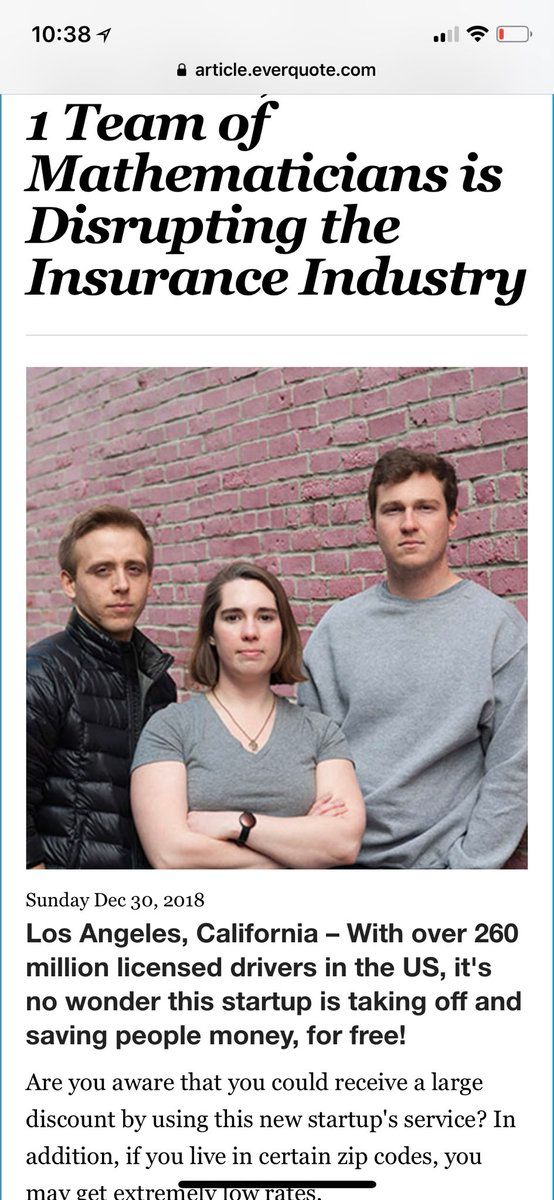 10:38
article.everquote.com
1 Team of
Mathematicians is
Disrupting the
Insurance Industry
Sunday Dec 30, 2018
Los Angeles, California – With over 260
million licensed drivers in the US, it's
no wonder this startup is taking off and
saving people money, for free!
Are you aware that you could receive a large
discount by using this new startup's service? In
addition, if you live in certain zip codes, you
may get extremely low rates.